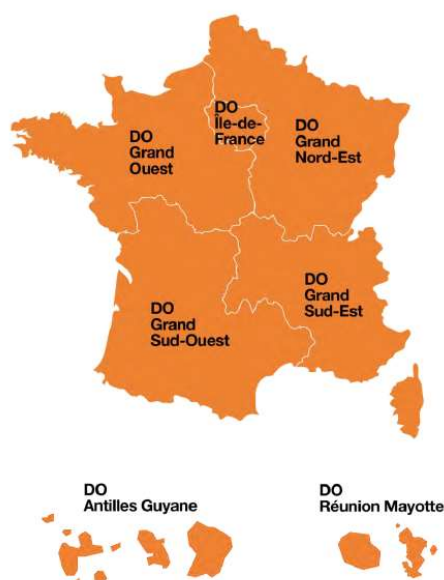 DO
Île-de-
France
DO
Grand
Ouest
DO
Grand
Nord-Est
DO
Grand
Sud-Est
DO
Grand
Sud-Ouest
DO
Antilles Guyane
DO
Réunion Mayotte